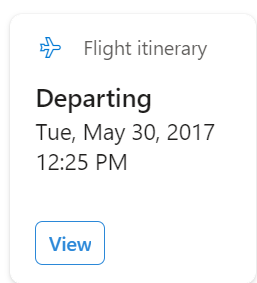 Flight itinerary
Departing
Tue, May 30, 2017
12:25 PM
View